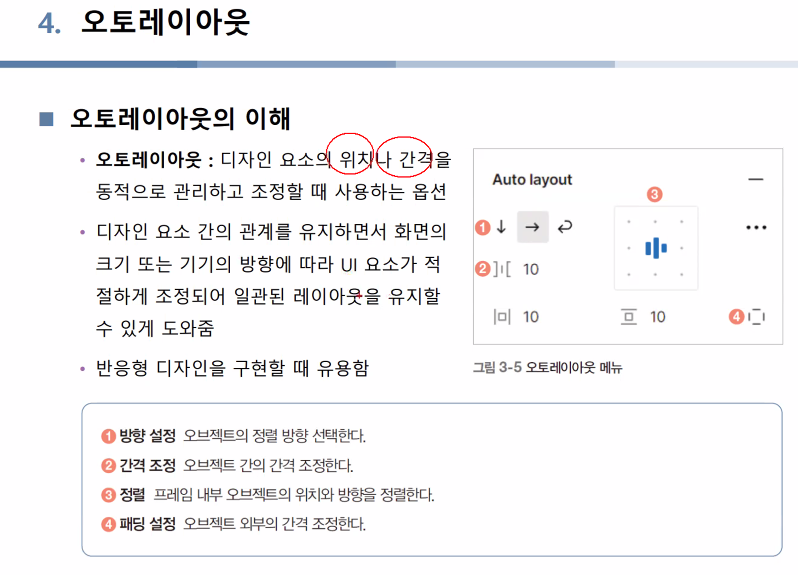 4. 오토레이아웃
오토레이아웃의 이해
• 오토레이아웃 : 디자인 요소의 위치나 간격을
동적으로 관리하고 조정할 때 사용하는 옵션
• 디자인 요소 간의 관계를 유지하면서 화면의
크기 또는 기기의 방향에 따라 UI 요소가 적
절하게 조정되어 일관된 레이아웃을 유지할
수 있게 도와줌
• 반응형 디자인을 구현할 때 유용함
Auto layout
3
1
2 10
10 10 4
그림 3-5 오토레이아웃 메뉴
1 방향 설정 오브젝트의 정렬 방향 선택한다.
2 간격 조정 오브젝트 간의 간격 조정한다.
3 정렬 프레임 내부 오브젝트의 위치와 방향을 정렬한다.
4 패딩 설정 오브젝트 외부의 간격 조정한다.